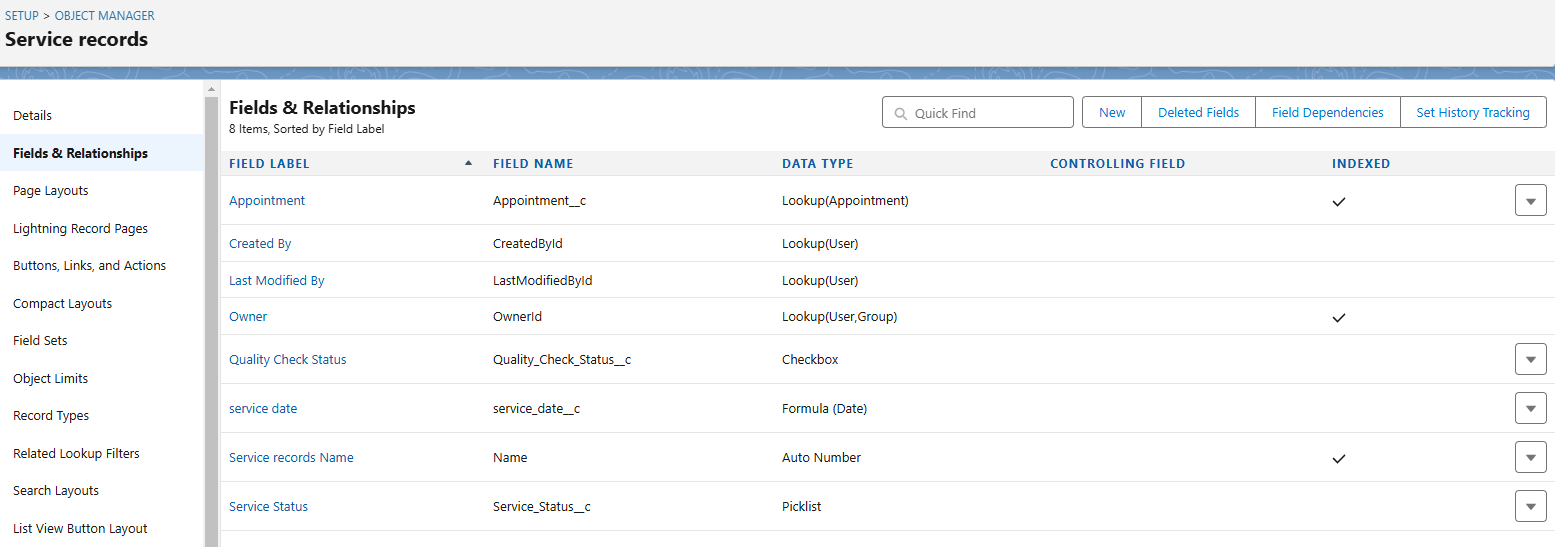 SETUP > OBJECT MANAGER
Service records
Details
Fields & Relationships
Page Layouts
Lightning Record Pages
Buttons, Links, and Actions
Compact Layouts
Field Sets
Object Limits
Record Types
Related Lookup Filters
Search Layouts
List View Button Layout
Fields & Relationships
8 Items, Sorted by Field Label
Quick Find
New
Deleted Fields
Field Dependencies
Set History Tracking
FIELD LABEL FIELD NAME DATA TYPE CONTROLLING FIELD INDEXED
Appointment Appointment__c Lookup(Appointment)
Created By CreatedById Lookup(User)
Last Modified By LastModifiedById Lookup(User)
Owner OwnerId Lookup(User,Group)
Quality Check Status Quality_Check_Status__c Checkbox
service date service_date__c Formula (Date)
Service records Name Name Auto Number
Service Status Service_Status__c Picklist